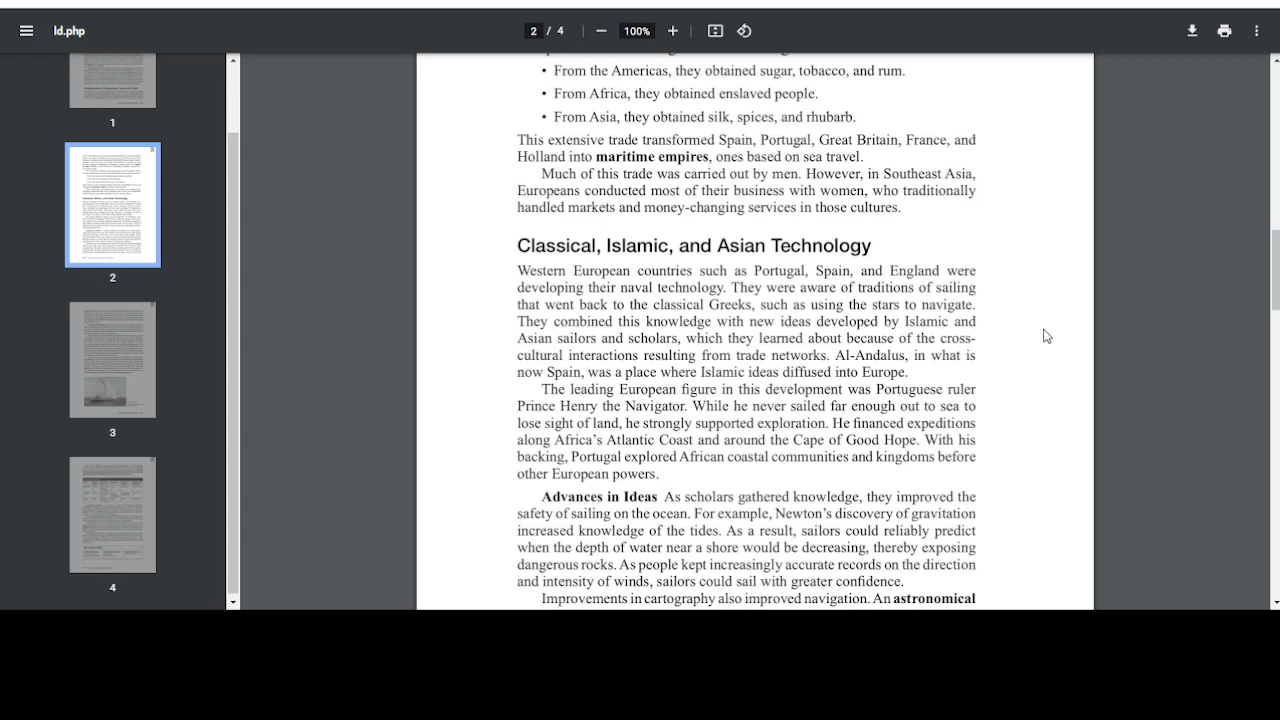 ld.php
2 / 4
100%
• From the Americas, they obtained sugar, tobacco, and rum.
• From Africa, they obtained enslaved people.
• From Asia, they obtained silk, spices, and rhubarb.
This extensive trade transformed Spain, Portugal, Great Britain, France, and
Holland into maritime empires, ones based on sea travel.
Much of this trade was carried out by men. However, in Southeast Asia,
Europeans conducted most of their business with women, who traditionally
handled markets and money-changing services in those cultures.
Classical, Islamic, and Asian Technology
Western European countries such as Portugal, Spain, and England were
developing their naval technology. They were aware of traditions of sailing
that went back to the classical Greeks, such as using the stars to navigate.
They combined this knowledge with new ideas developed by Islamic and
Asian sailors and scholars, which they learned about because of the cross-
cultural interactions resulting from trade networks. Al-Andalus, in what is
now Spain, was a place where Islamic ideas diffused into Europe.
The leading European figure in this development was Portuguese ruler
Prince Henry the Navigator. While he never sailed far enough out to sea to
loss sight of land, he strongly supported exploration. He financed expeditions
along Africa's Atlantic Coast and around the Cape of Good Hope. With his
backing, Portugal explored African coastal communities and kingdoms before
other European powers.
Advances in Ideas As scholars gathered knowledge, they improved the
safety of sailing on the ocean. For example, Newton's discovery of gravitation
increased knowledge of the tides. As a result, sailors could reliably predict
when the depth of water near a shore would be decreasing, thereby exposing
dangerous rocks. As people kept increasingly accurate records on the direction
and intensity of winds, sailors could sail with greater confidence.
Improvements in cartography also improved navigation. An astronomical
1
2
3
4